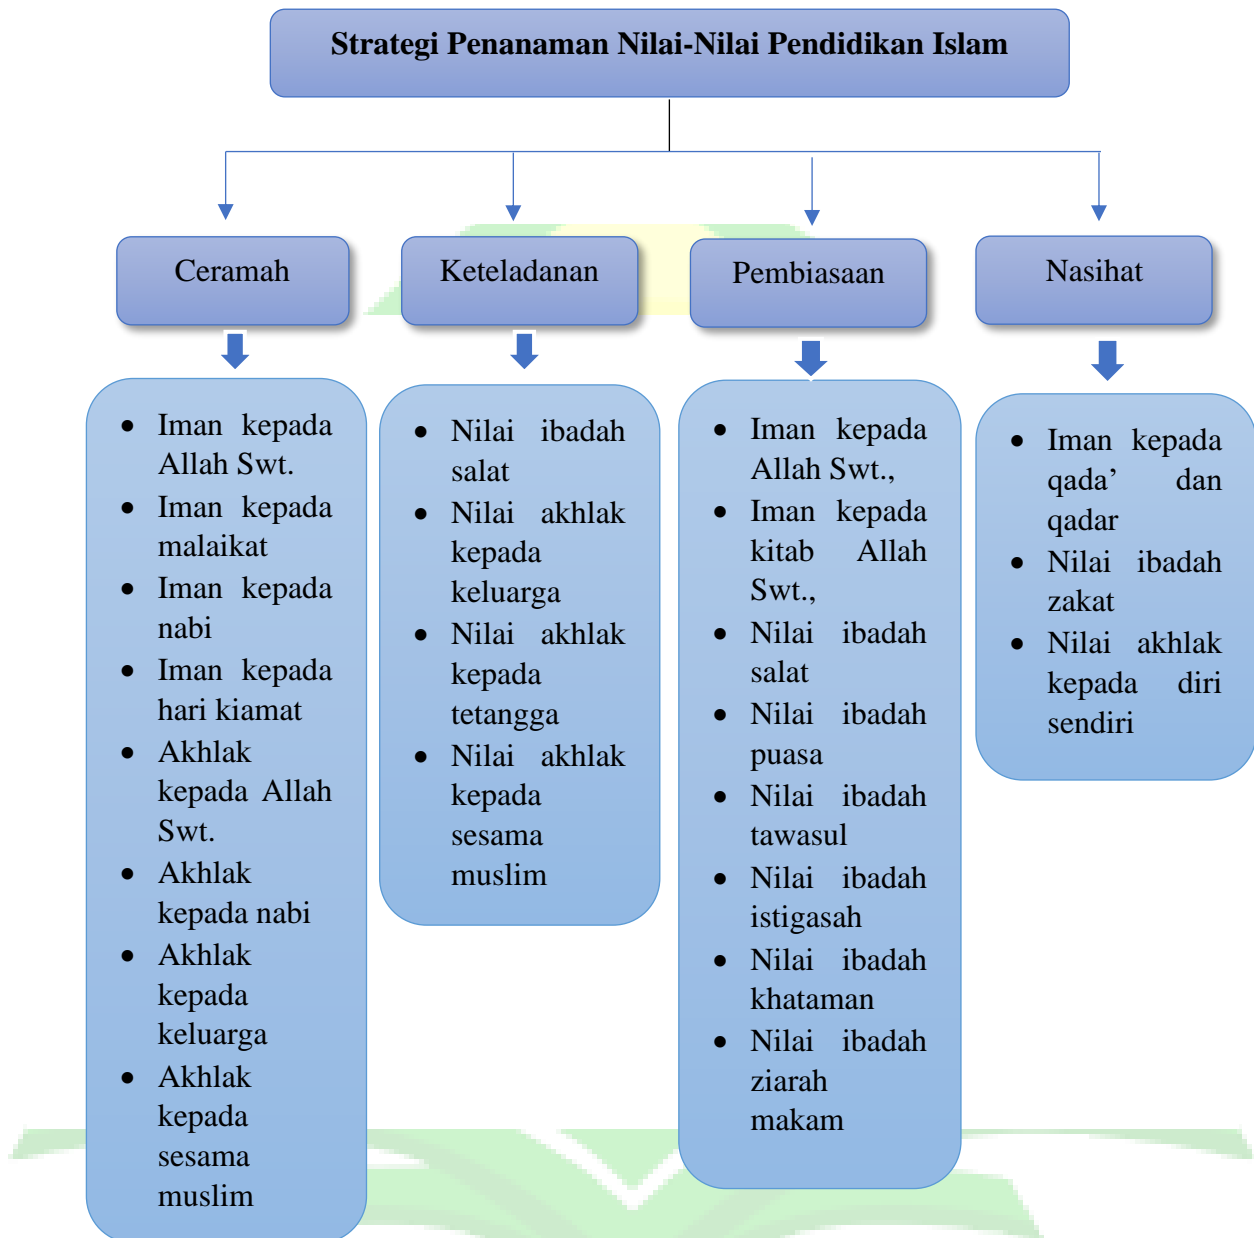 Strategi Penanaman Nilai-Nilai Pendidikan Islam
Ceramah
Keteladanan
Pembiasaan
Nasihat
• Iman kepada
Allah Swt.
• Iman kepada
malaikat
• Iman kepada
nabi
• Iman kepada
hari kiamat
• Akhlak
kepada Allah
Swt.
• Akhlak
kepada nabi
• Akhlak
kepada
keluarga
• Akhlak
kepada
sesama
muslim
• Nilai ibadah
salat
• Nilai akhlak
kepada
keluarga
• Nilai akhlak
kepada
tetangga
• Nilai akhlak
kepada
sesama
muslim
• Iman kepada
Allah Swt.,
• Iman kepada
kitab Allah
Swt.,
• Nilai ibadah
salat
• Nilai ibadah
puasa
• Nilai ibadah
tawasul
• Nilai ibadah
istigasah
• Nilai ibadah
khataman
• Nilai ibadah
ziarah
makam
• Iman kepada
qada’ dan
qadar
• Nilai ibadah
zakat
• Nilai akhlak
kepada diri
sendiri